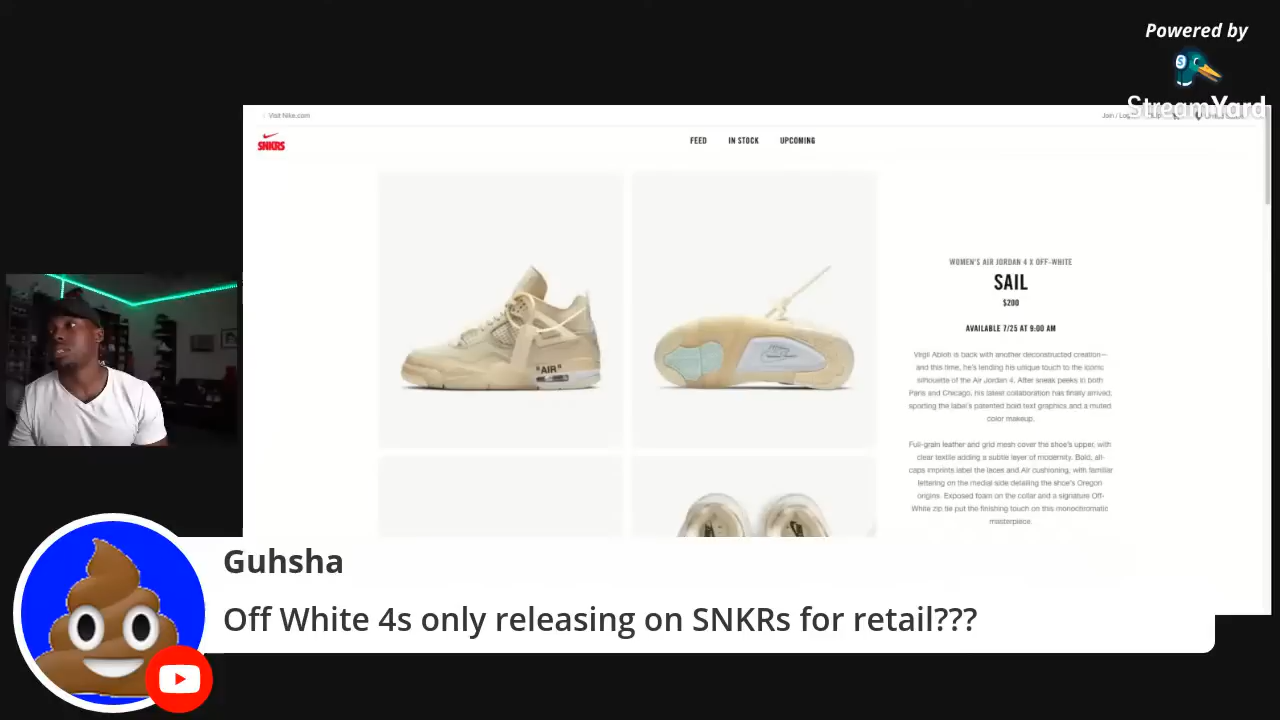 Powered by
StreamYard
Visit Nike.com
Join / Log
SNKRS
FEED
IN STOCK
UPCOMING
WOMEN'S AIR JORDAN 4 X OFF-WHITE
SAIL
$200
AVAILABLE 7/25 AT 9:00 AM
Virgil Abloh is back with another deconstructed creation—
and this time, he's lending his unique touch to the iconic
silhouette of the Air Jordan 4. After sneak peeks in both
Paris and Chicago, his latest collaboration has finally arrived,
sporting the label's patented bold text graphics and a muted
color makeup.
Full-grain leather and grid mesh cover the shoe's upper, with
clear textile adding a subtle layer of modernity. Bold, all-
caps imprints label the laces and Air cushioning, with familiar
lettering on the medial side detailing the shoe's Oregon
origins. Exposed foam on the collar and a signature Off-
White zip tie put the finishing touch on this monochromatic
masterpiece.
"AIR"
Guhsha
Off White 4s only releasing on SNKRs for retail???